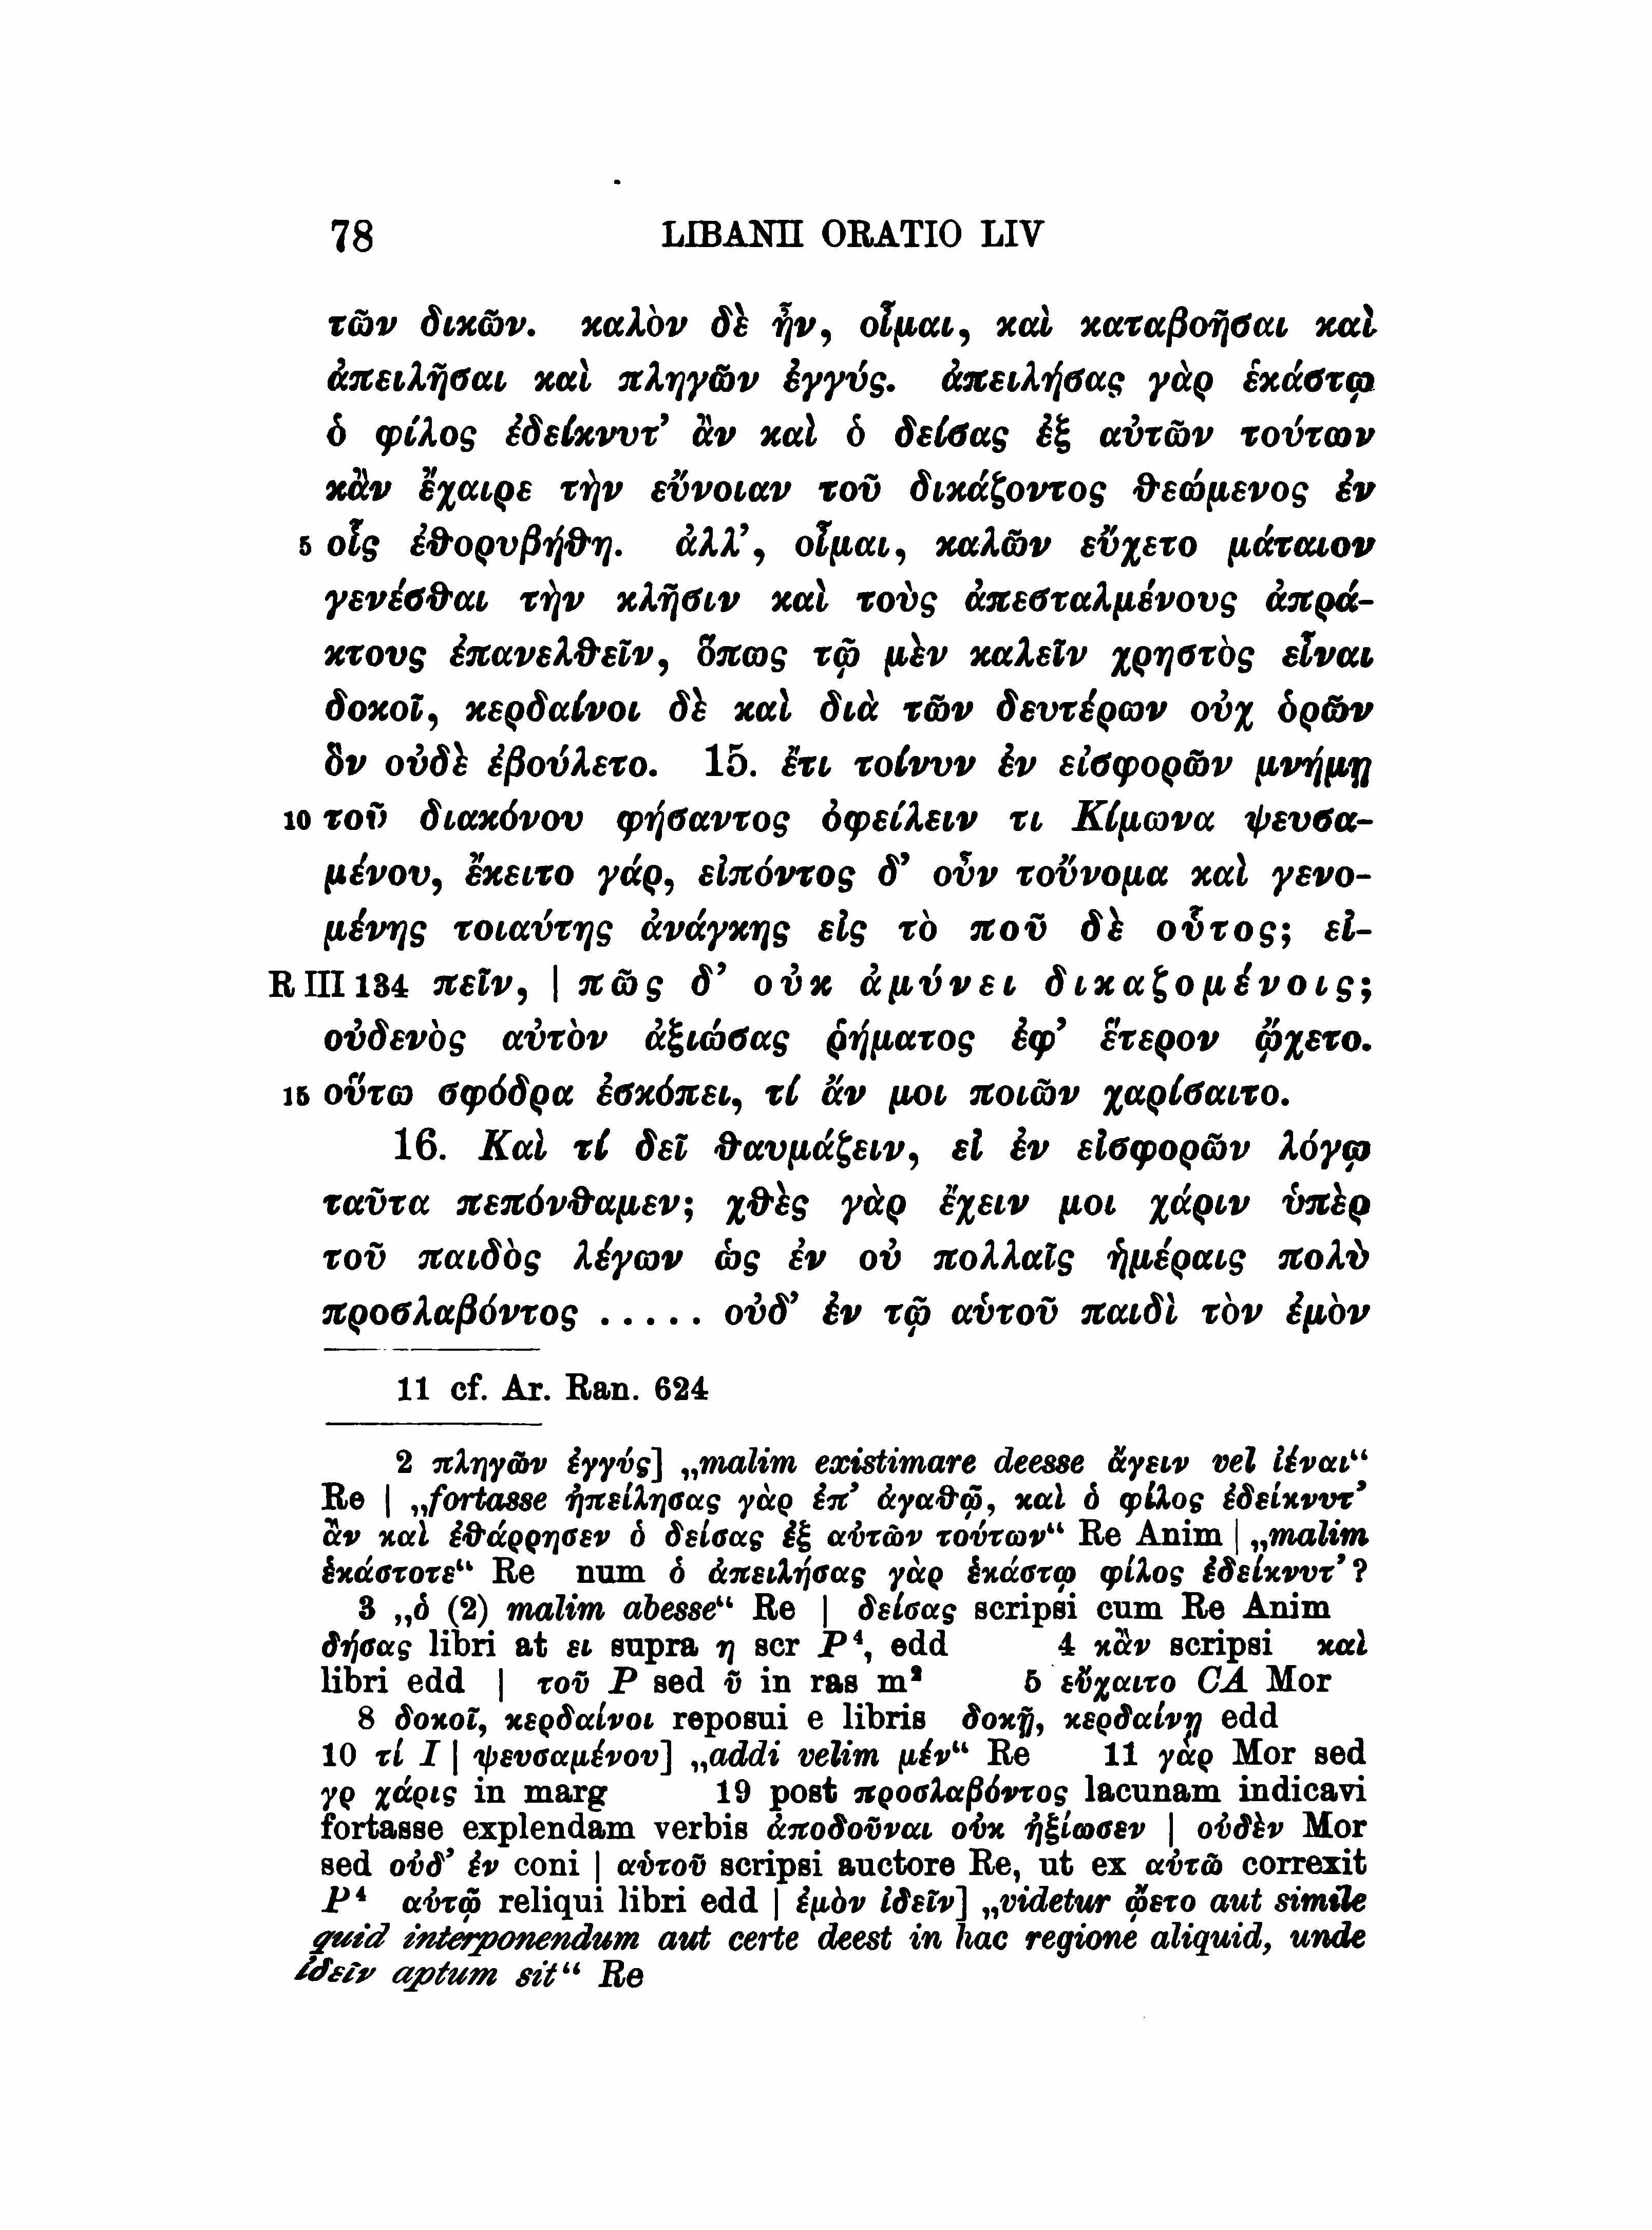 78 LIBANII ORATIO LIV
τῶν δικῶν. καλὸν δὲ ἦν, οἶμαι, καὶ καταβοῆσαι καὶ
ἀπειλῆσαι καὶ πληγῶν ἐγγύς. ἀπειλήσας γὰρ ἑκάστῳ
ὁ φίλος ἐδείκνυτ’ ἂν καὶ ὁ δείσας ἐξ αὐτῶν τούτων
κἂν ἔχαιρε τὴν εὔνοιαν τοῦ δικάζοντος θεώμενος ἐν
5 οἷς ἐθορυβήθη. ἀλλ’, οἶμαι, καλῶν εὔχετο μάταιον
γενέσθαι τὴν κλῆσιν καὶ τοὺς ἀπεσταλμένους ἀπρά-
κτους ἐπανελθεῖν, ὅπως τῷ μὲν καλεῖν χρηστὸς εἶναι
δοκοῖ, κερδαίνοι δὲ καὶ διὰ τῶν δευτέρων οὐχ ὁρῶν
ὃν οὐδὲ ἐβούλετο. 15. ἔτι τοίνυν ἐν εἰσφορῶν μνήμῃ
10 τοῦ διακόνου φήσαντος ὀφείλειν τι Κίμωνα ψευσα-
μένου, ἔκειτο γάρ, εἰπόντος δ’ οὖν τοὔνομα καὶ γενο-
μένης τοιαύτης ἀνάγκης εἰς τὸ ποῦ δὲ οὗτος; εἰ-
R III 134 πεῖν, | πῶς δ’ οὐκ ἀμύνει δικαζομένοις;
οὐδενὸς αὐτὸν ἀξιώσας ῥήματος ἐφ’ ἕτερον ᾤχετο.
15 οὕτω σφόδρα ἐσκόπει, τί ἄν μοι ποιῶν χαρίσαιτο.
16. Καὶ τί δεῖ θαυμάζειν, εἰ ἐν εἰσφορῶν λόγῳ
ταῦτα πεπόνθαμεν; χθὲς γὰρ ἔχειν μοι χάριν ὑπὲρ
τοῦ παιδὸς λέγων ὡς ἐν οὐ πολλαῖς ἡμέραις πολὺ
προσλαβόντος ..... οὐδ’ ἐν τῷ αὑτοῦ παιδὶ τὸν ἐμὸν
11 cf. Ar. Ran. 624
2 πληγῶν ἐγγύς] „malim existimare deesse ἄγειν vel ἰέναι“
Re | „fortasse ἠπείλησας γὰρ ἐπ’ ἀγαθῷ, καὶ ὁ φίλος ἐδείκνυτ’
ἂν καὶ ἐθάρρησεν ὁ δείσας ἐξ αὐτῶν τούτων“ Re Anim | „malim
ἑκάστοτε“ Re num ὁ ἀπειλήσας γὰρ ἑκάστῳ φίλος ἐδείκνυτ’?
3 „ὁ (2) malim abesse“ Re | δείσας scripsi cum Re Anim
δήσας libri at ει supra η scr P⁴, edd 4 κἂν scripsi καὶ
libri edd | τοῦ P sed ῦ in ras m² 5 εὔχαιτο CA Mor
8 δοκοῖ, κερδαίνοι reposui e libris δοκῇ, κερδαίνῃ edd
10 τί I | ψευσαμένου] „addi velim μέν“ Re 11 γὰρ Mor sed
γρ χάρις in marg 19 post προσλαβόντος lacunam indicavi
fortasse explendam verbis ἀποδοῦναι οὐκ ἠξίωσεν | οὐδὲν Mor
sed οὐδ’ ἐν coni | αὑτοῦ scripsi auctore Re, ut ex αὐτῶ correxit
P⁴ αὐτῷ reliqui libri edd | ἐμὸν ἰδεῖν] „videtur ᾤετο aut simile
quid interponendum aut certe deest in hac regione aliquid, unde
ἰδεῖν aptum sit“ Re